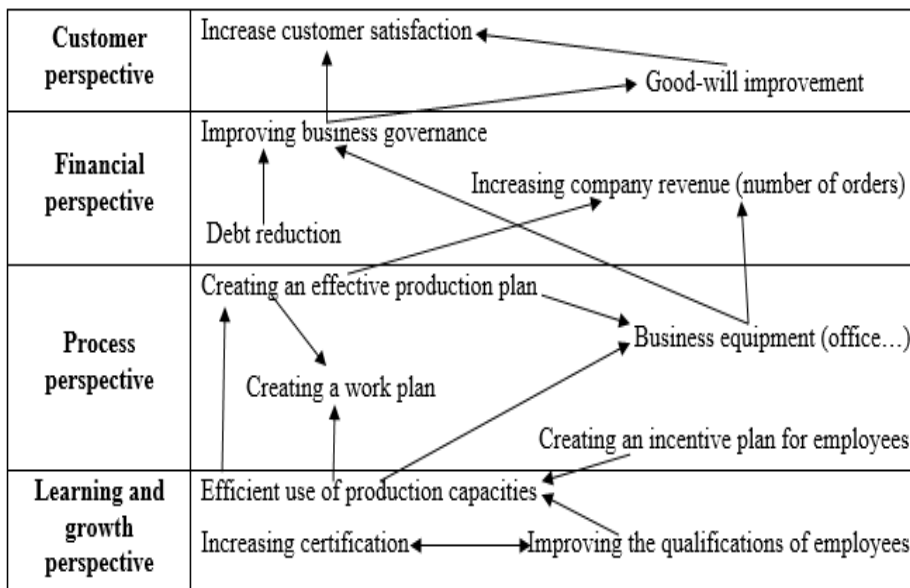 Customer
perspective
Increase customer satisfaction
Good-will improvement
Financial
perspective
Improving business governance
Increasing company revenue (number of orders)
Debt reduction
Process
perspective
Creating an effective production plan
Business equipment (office…)
Creating a work plan
Creating an incentive plan for employees
Learning and
growth
perspective
Efficient use of production capacities
Increasing certification
Improving the qualifications of employees